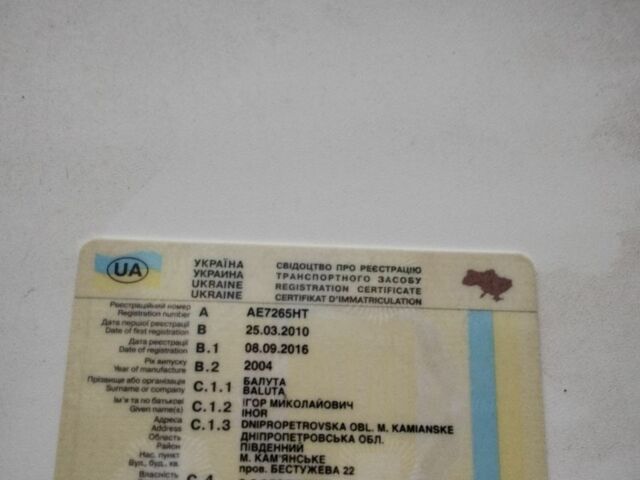 UA
УКРАЇНА СВІДОЦТВО ПРО РЕЄСТРАЦІЮ
УКРАИНА ТРАНСПОРТНОГО ЗАСОБУ
UKRAINE REGISTRATION CERTIFICATE
UKRAINE CERTIFIKAT D'IMMATRICULATION
Реєстраційний номер
Registration number A AE7265HT
Дата першої реєстрації
Date of first registration B 25.03.2010
Дата реєстрації
Date of registration B.1 08.09.2016
Рік випуску
Year of manufacture B.2 2004
Прізвище або організація БАЛУТА
Surname or company C.1.1 BALUTA
Ім'я та по батькові ІГОР МИКОЛАЙОВИЧ
Given name(s) C.1.2 IHOR
Адреса
Address C.1.3 DNIPROPETROVSKA OBL. M. KAMIANSKE
Область ДНІПРОПЕТРОВСЬКА ОБЛ.
Район ПІВДЕННИЙ
Нас. пункт М. КАМ'ЯНСЬКЕ
Вул., буд., кв. пров. БЕСТУЖЕВА 22
Власність